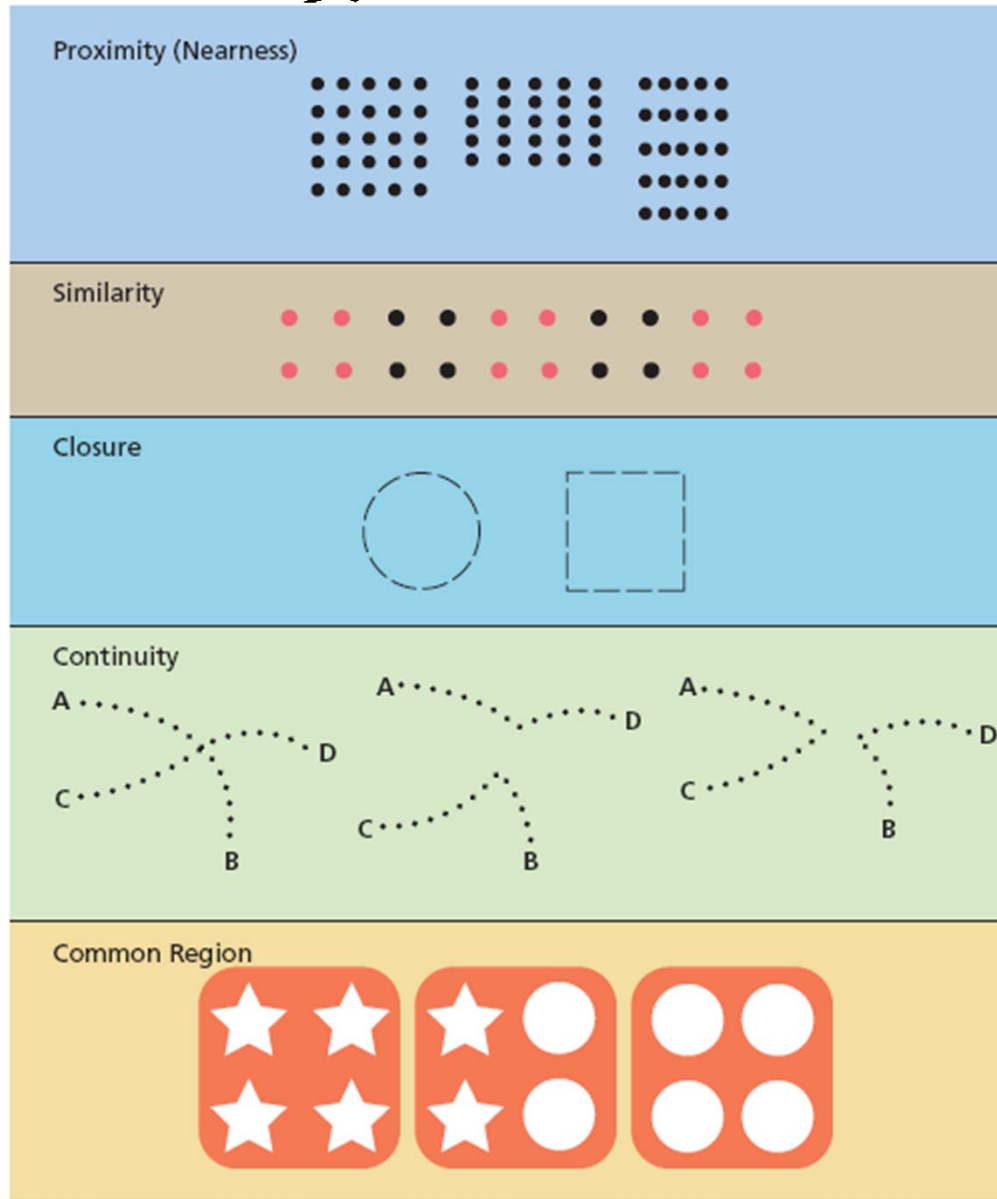 Proximity (Nearness)
Similarity
Closure
Continuity
A
D
C
B
A
D
C
B
A
D
C
B
Common Region